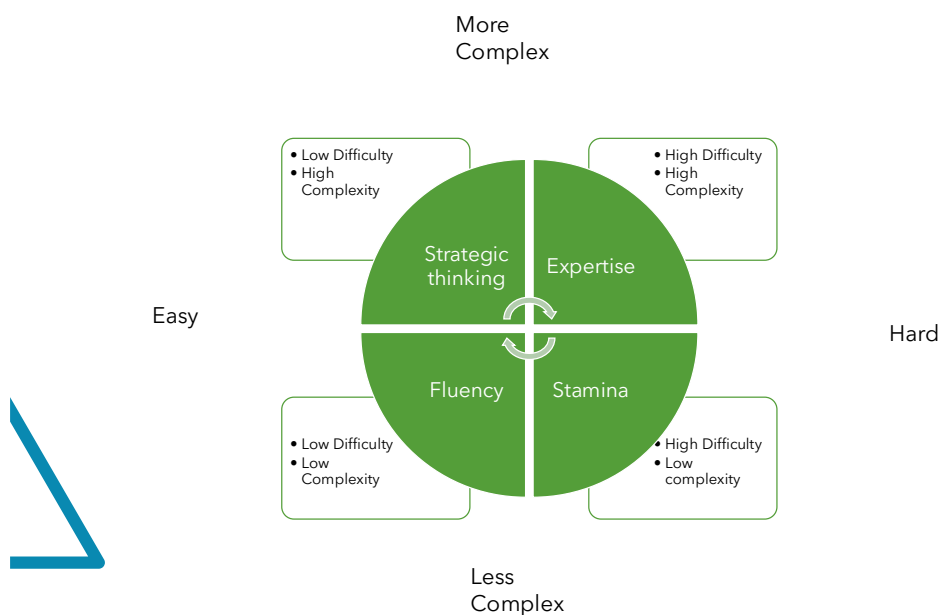 More
Complex
• Low Difficulty
• High
Complexity
• High Difficulty
• High
Complexity
Strategic
thinking
Expertise
Easy
Hard
Fluency
Stamina
• Low Difficulty
• Low
Complexity
• High Difficulty
• Low
complexity
Less
Complex